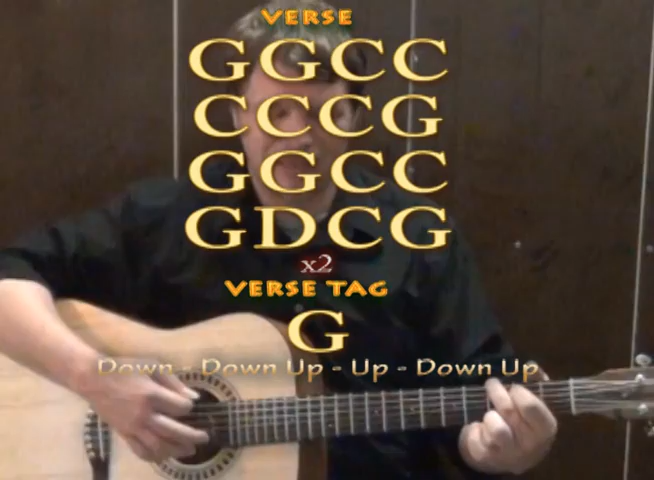 VERSE
GGCC
CCCG
GGCC
GDCG
x2
VERSE TAG
G
Down - Down Up - Up - Down Up